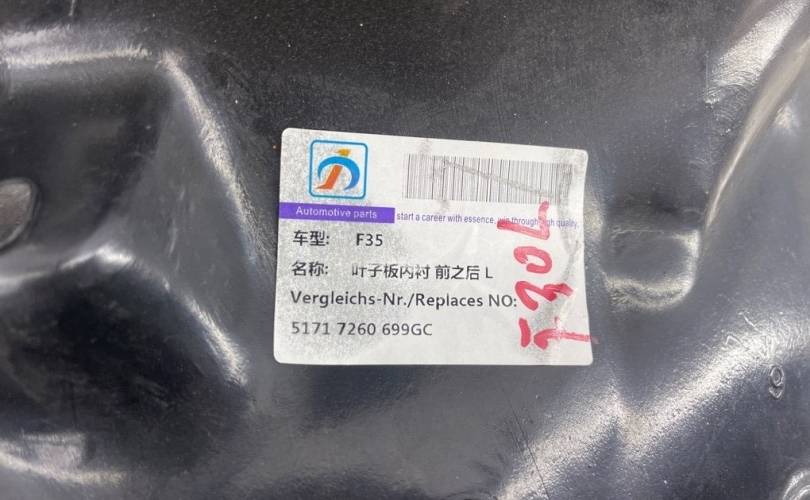 Automotive parts
start a career with essence, win through high quality.
车型: F35
名称: 叶子板内衬 前之后 L
Vergleichs-Nr./Replaces NO:
5171 7260 699GC
F30L